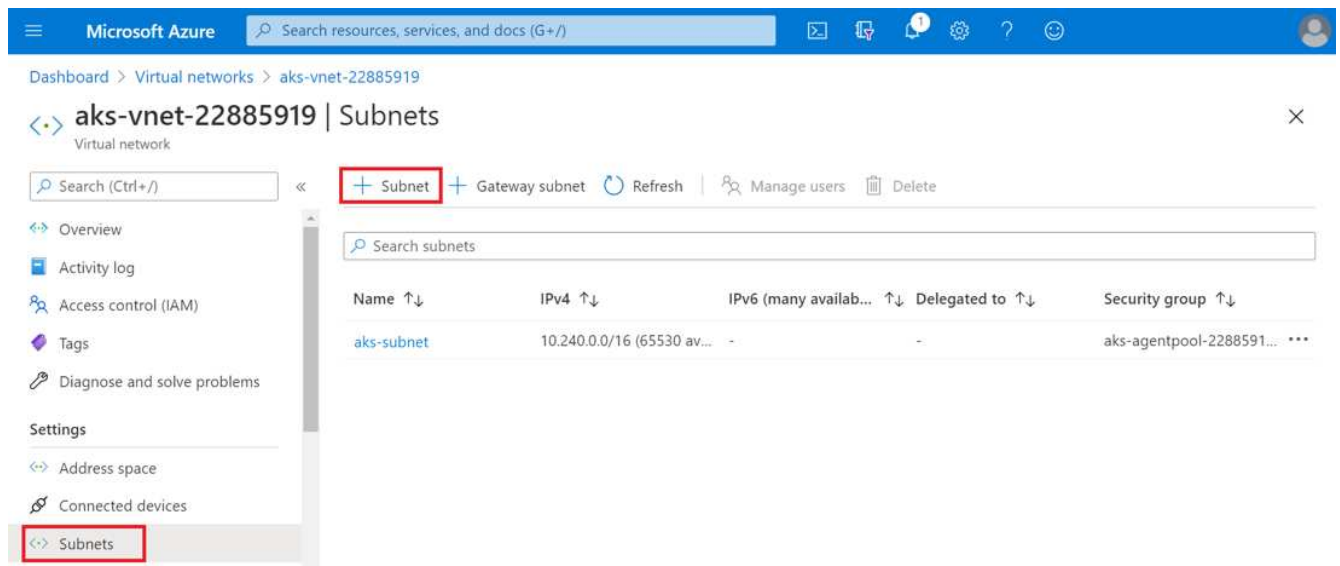 Microsoft Azure
Search resources, services, and docs (G+/)
1
Dashboard > Virtual networks > aks-vnet-22885919
aks-vnet-22885919 | Subnets
Virtual network
Search (Ctrl+/)
Subnet
Gateway subnet
Refresh
Manage users
Delete
Overview
Activity log
Access control (IAM)
Tags
Diagnose and solve problems
Settings
Address space
Connected devices
Subnets
Search subnets
Name ↑↓ IPv4 ↑↓ IPv6 (many availab... ↑↓ Delegated to ↑↓ Security group ↑↓
aks-subnet 10.240.0.0/16 (65530 av... - - aks-agentpool-2288591... •••